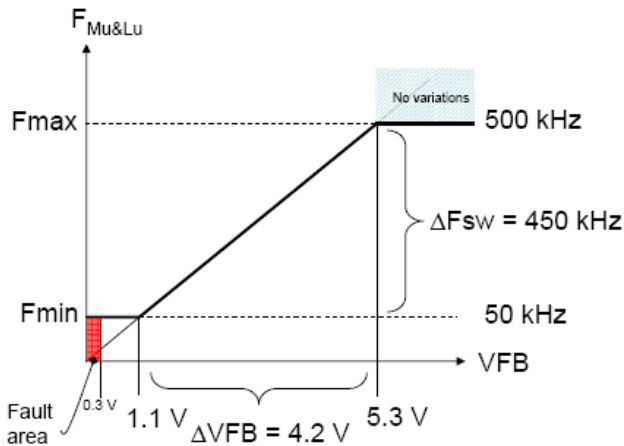 F Mu&Lu
No variations
Fmax
500 kHz
ΔFsw = 450 kHz
Fmin
50 kHz
VFB
Fault
area
0.3 V
1.1 V
ΔVFB = 4.2 V
5.3 V